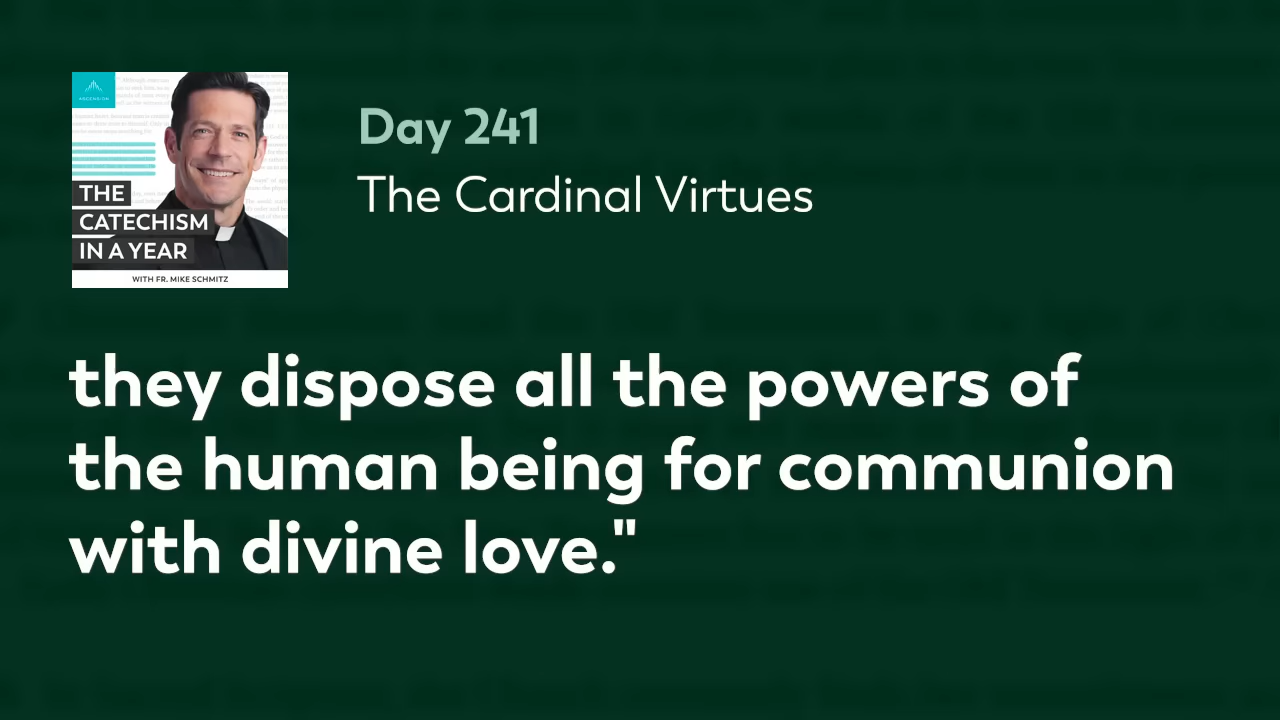 ASCENSION
THE
CATECHISM
IN A YEAR
WITH FR. MIKE SCHMITZ
Day 241
The Cardinal Virtues
they dispose all the powers of
the human being for communion
with divine love."